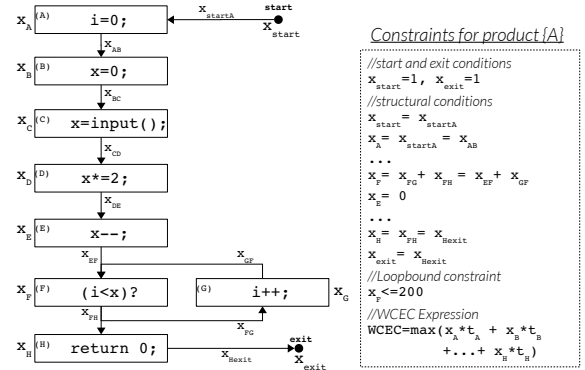 start
x_startA
x_start
x_A (A) i=0;
x_AB
x_B (B) x=0;
x_BC
x_C (C) x=input();
x_CD
x_D (D) x*=2;
x_DE
x_E (E) x--;
x_EF x_GF
x_F (F) (i<x)? (G) i++; x_G
x_FH x_FG
x_H (H) return 0; exit
x_Hexit x_exit
Constraints for product {A}
//start and exit conditions
x_start=1, x_exit=1
//structural conditions
x_start= x_startA
x_A= x_startA = x_AB
...
x_F= x_FG+ x_FH = x_EF+ x_GF
x_E= 0
...
x_H= x_FH= x_Hexit
x_exit= x_Hexit
//Loopbound constraint
x_F<=200
//WCEC Expression
WCEC=max(x_A*t_A + x_B*t_B
+...+ x_H*t_H)